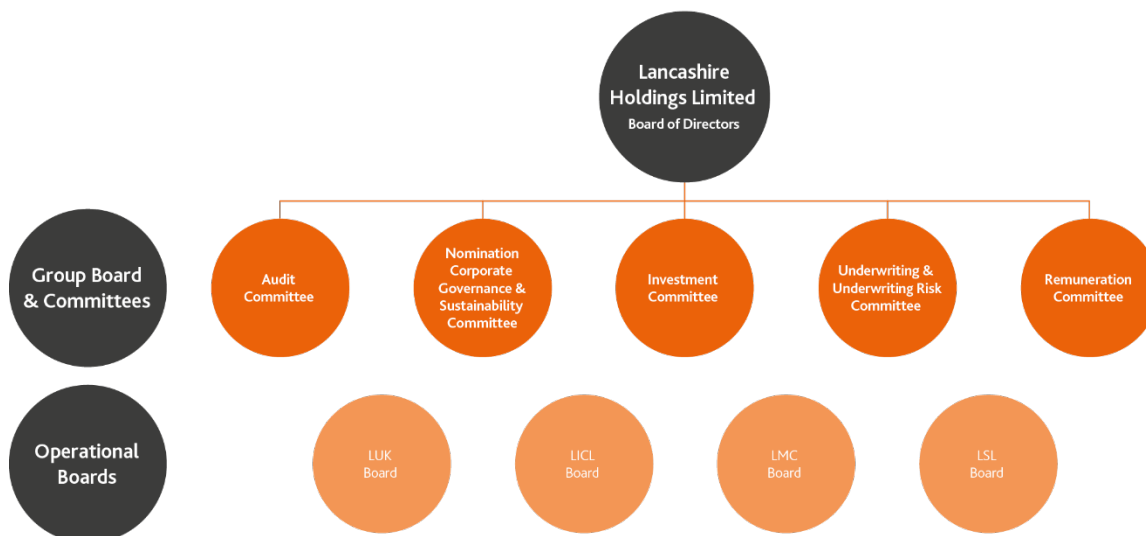 Lancashire
Holdings Limited
Board of Directors
Group Board
& Committees
Audit
Committee
Nomination
Corporate
Governance &
Sustainability
Committee
Investment
Committee
Underwriting &
Underwriting Risk
Committee
Remuneration
Committee
Operational
Boards
LUK
Board
LICL
Board
LMC
Board
LSL
Board